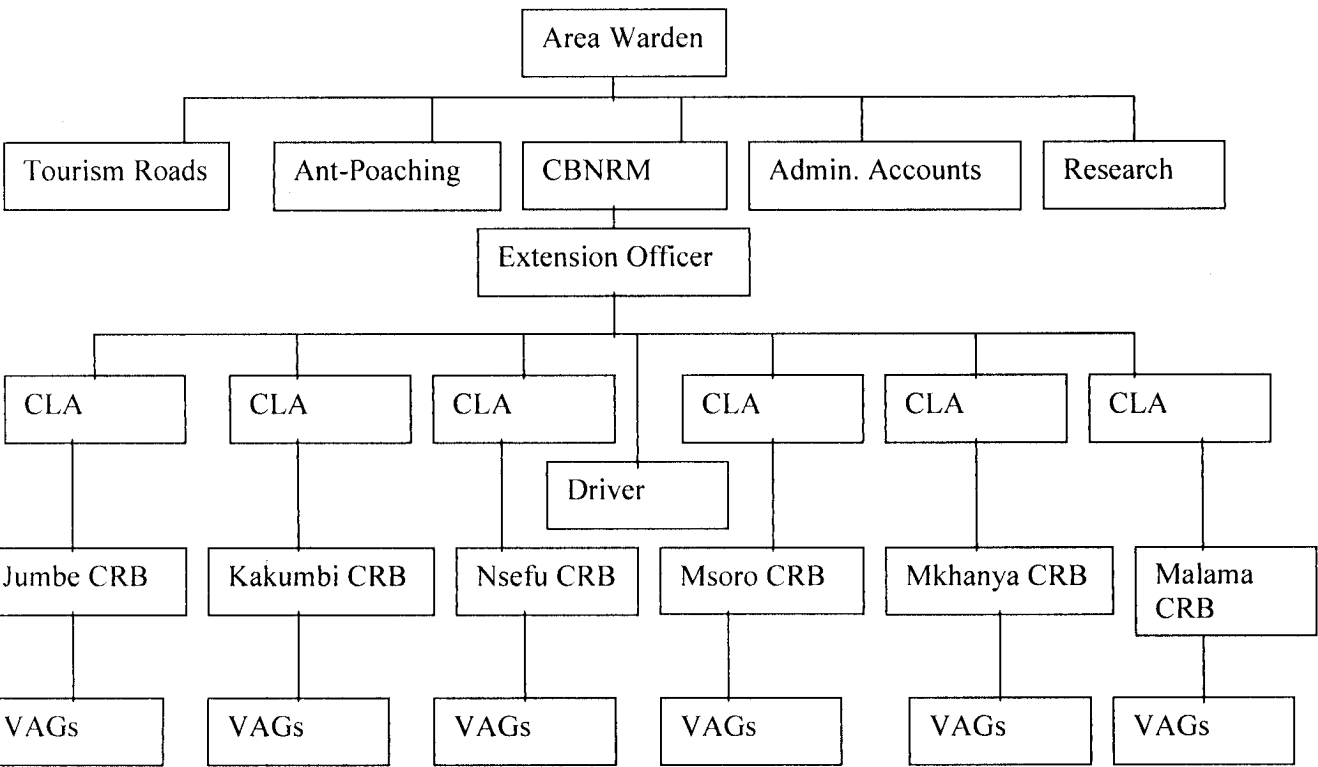 Area Warden
Tourism Roads
Ant-Poaching
CBNRM
Admin. Accounts
Research
Extension Officer
CLA
CLA
CLA
CLA
CLA
CLA
Driver
Jumbe CRB
Kakumbi CRB
Nsefu CRB
Msoro CRB
Mkhanya CRB
Malama
CRB
VAGs
VAGs
VAGs
VAGs
VAGs
VAGs